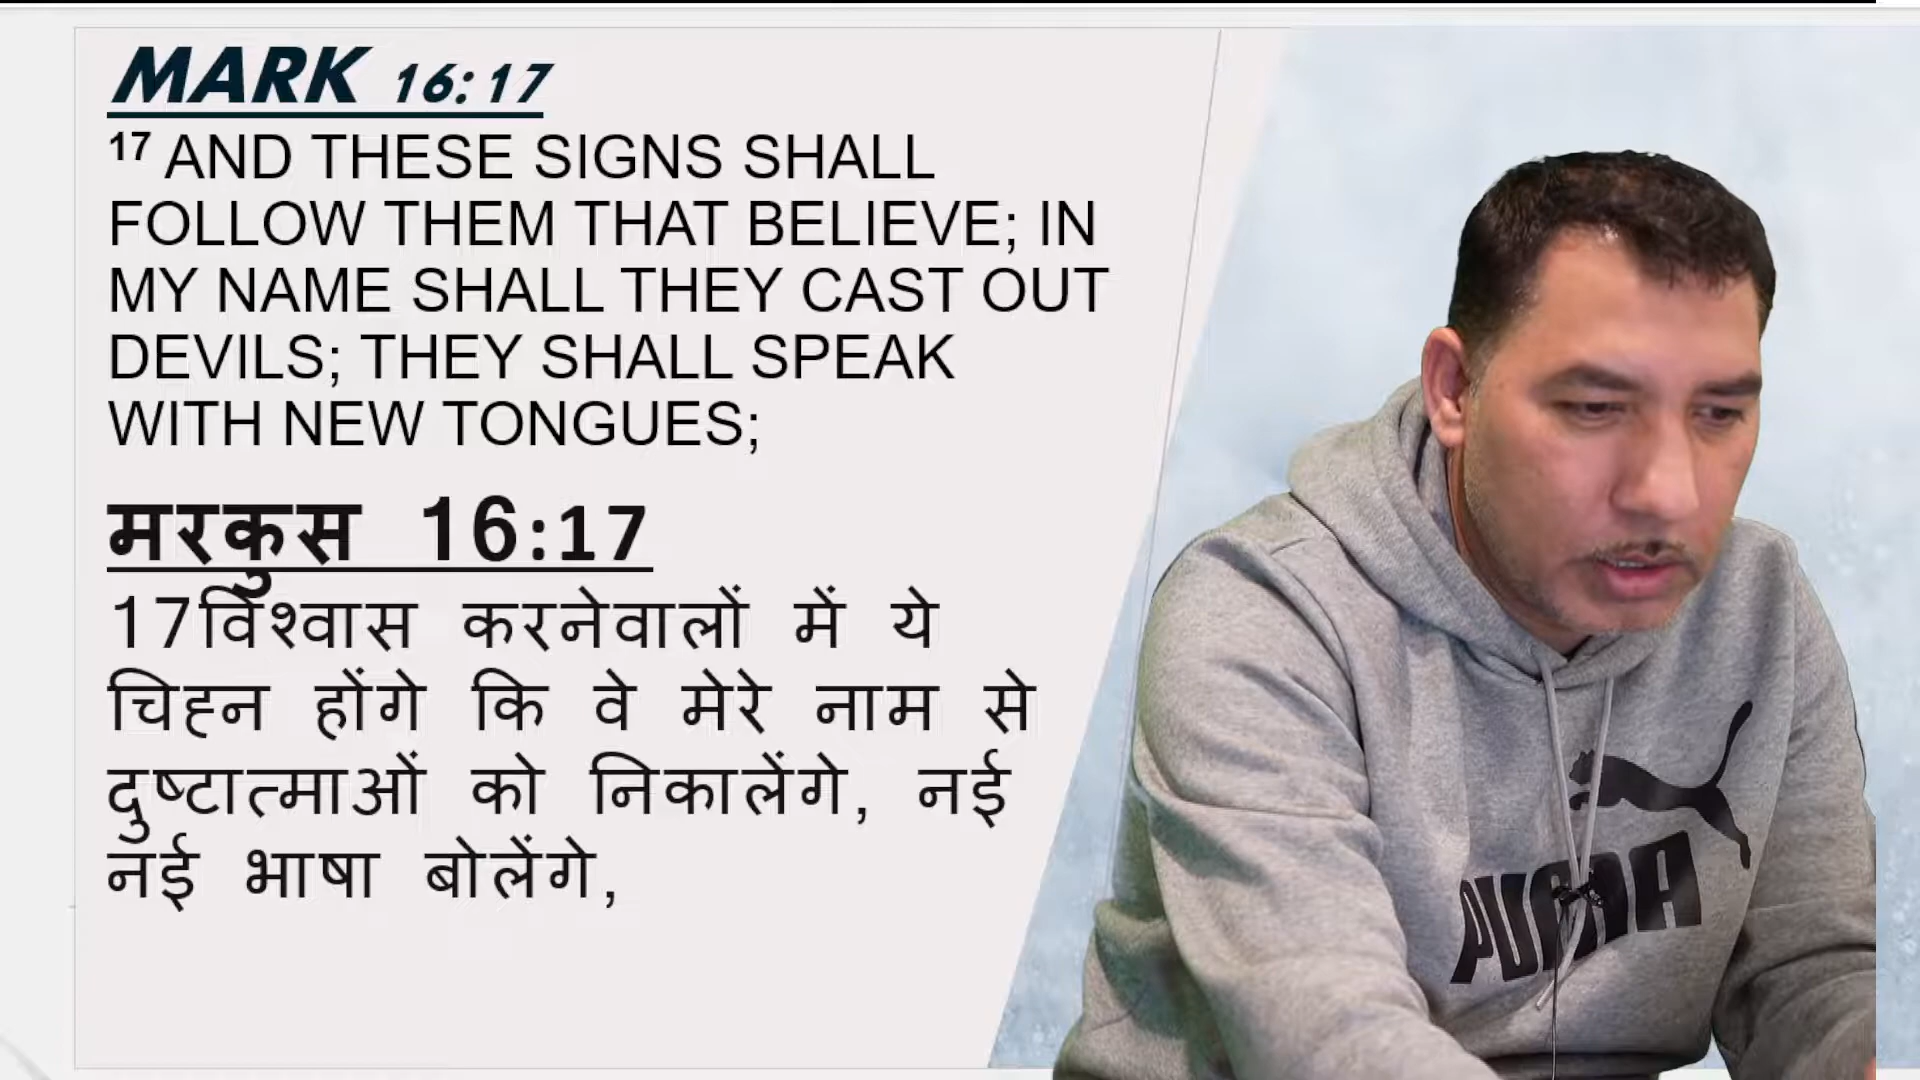 MARK 16:17
17 AND THESE SIGNS SHALL
FOLLOW THEM THAT BELIEVE; IN
MY NAME SHALL THEY CAST OUT
DEVILS; THEY SHALL SPEAK
WITH NEW TONGUES;
मरकुस 16:17
17विश्वास करनेवालों में ये
चिह्न होंगे कि वे मेरे नाम से
दुष्टात्माओं को निकालेंगे, नई
नई भाषा बोलेंगे,
PUMA